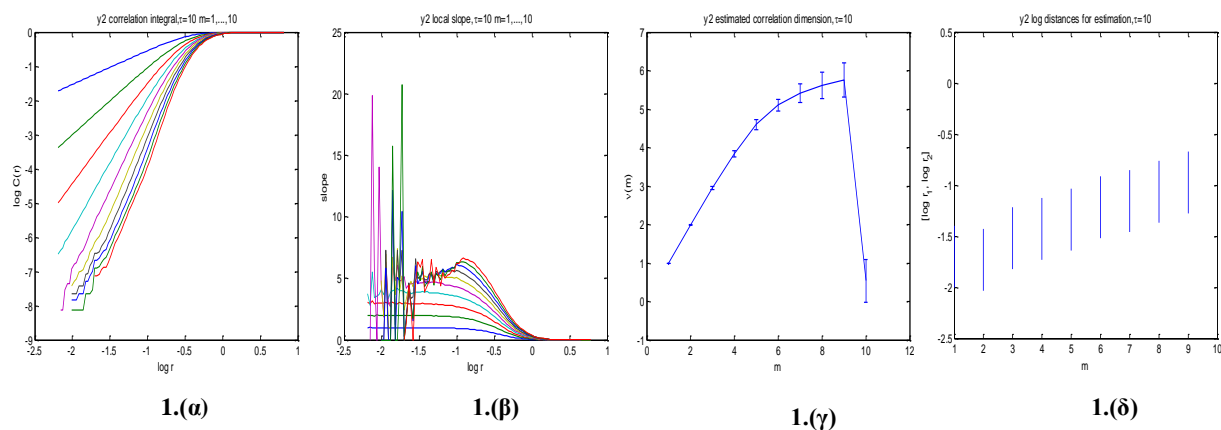 y2 correlation integral,τ=10 m=1,...,10
0
-1
-2
-3
-4
-5
-6
-7
-8
-9
log C(r)
-2.5 -2 -1.5 -1 -0.5 0 0.5 1
log r
1.(α)
y2 local slope, τ=10 m=1,...,10
25
20
15
10
5
0
slope
-2.5 -2 -1.5 -1 -0.5 0 0.5 1
log r
1.(β)
y2 estimated correlation dimension, τ=10
7
6
5
4
3
2
1
0
-1
v(m)
0 2 4 6 8 10 12
m
1.(γ)
y2 log distances for estimation,τ=10
0.5
0
-0.5
-1
-1.5
-2
-2.5
[log r1, log r2]
1 2 3 4 5 6 7 8 9 10
m
1.(δ)